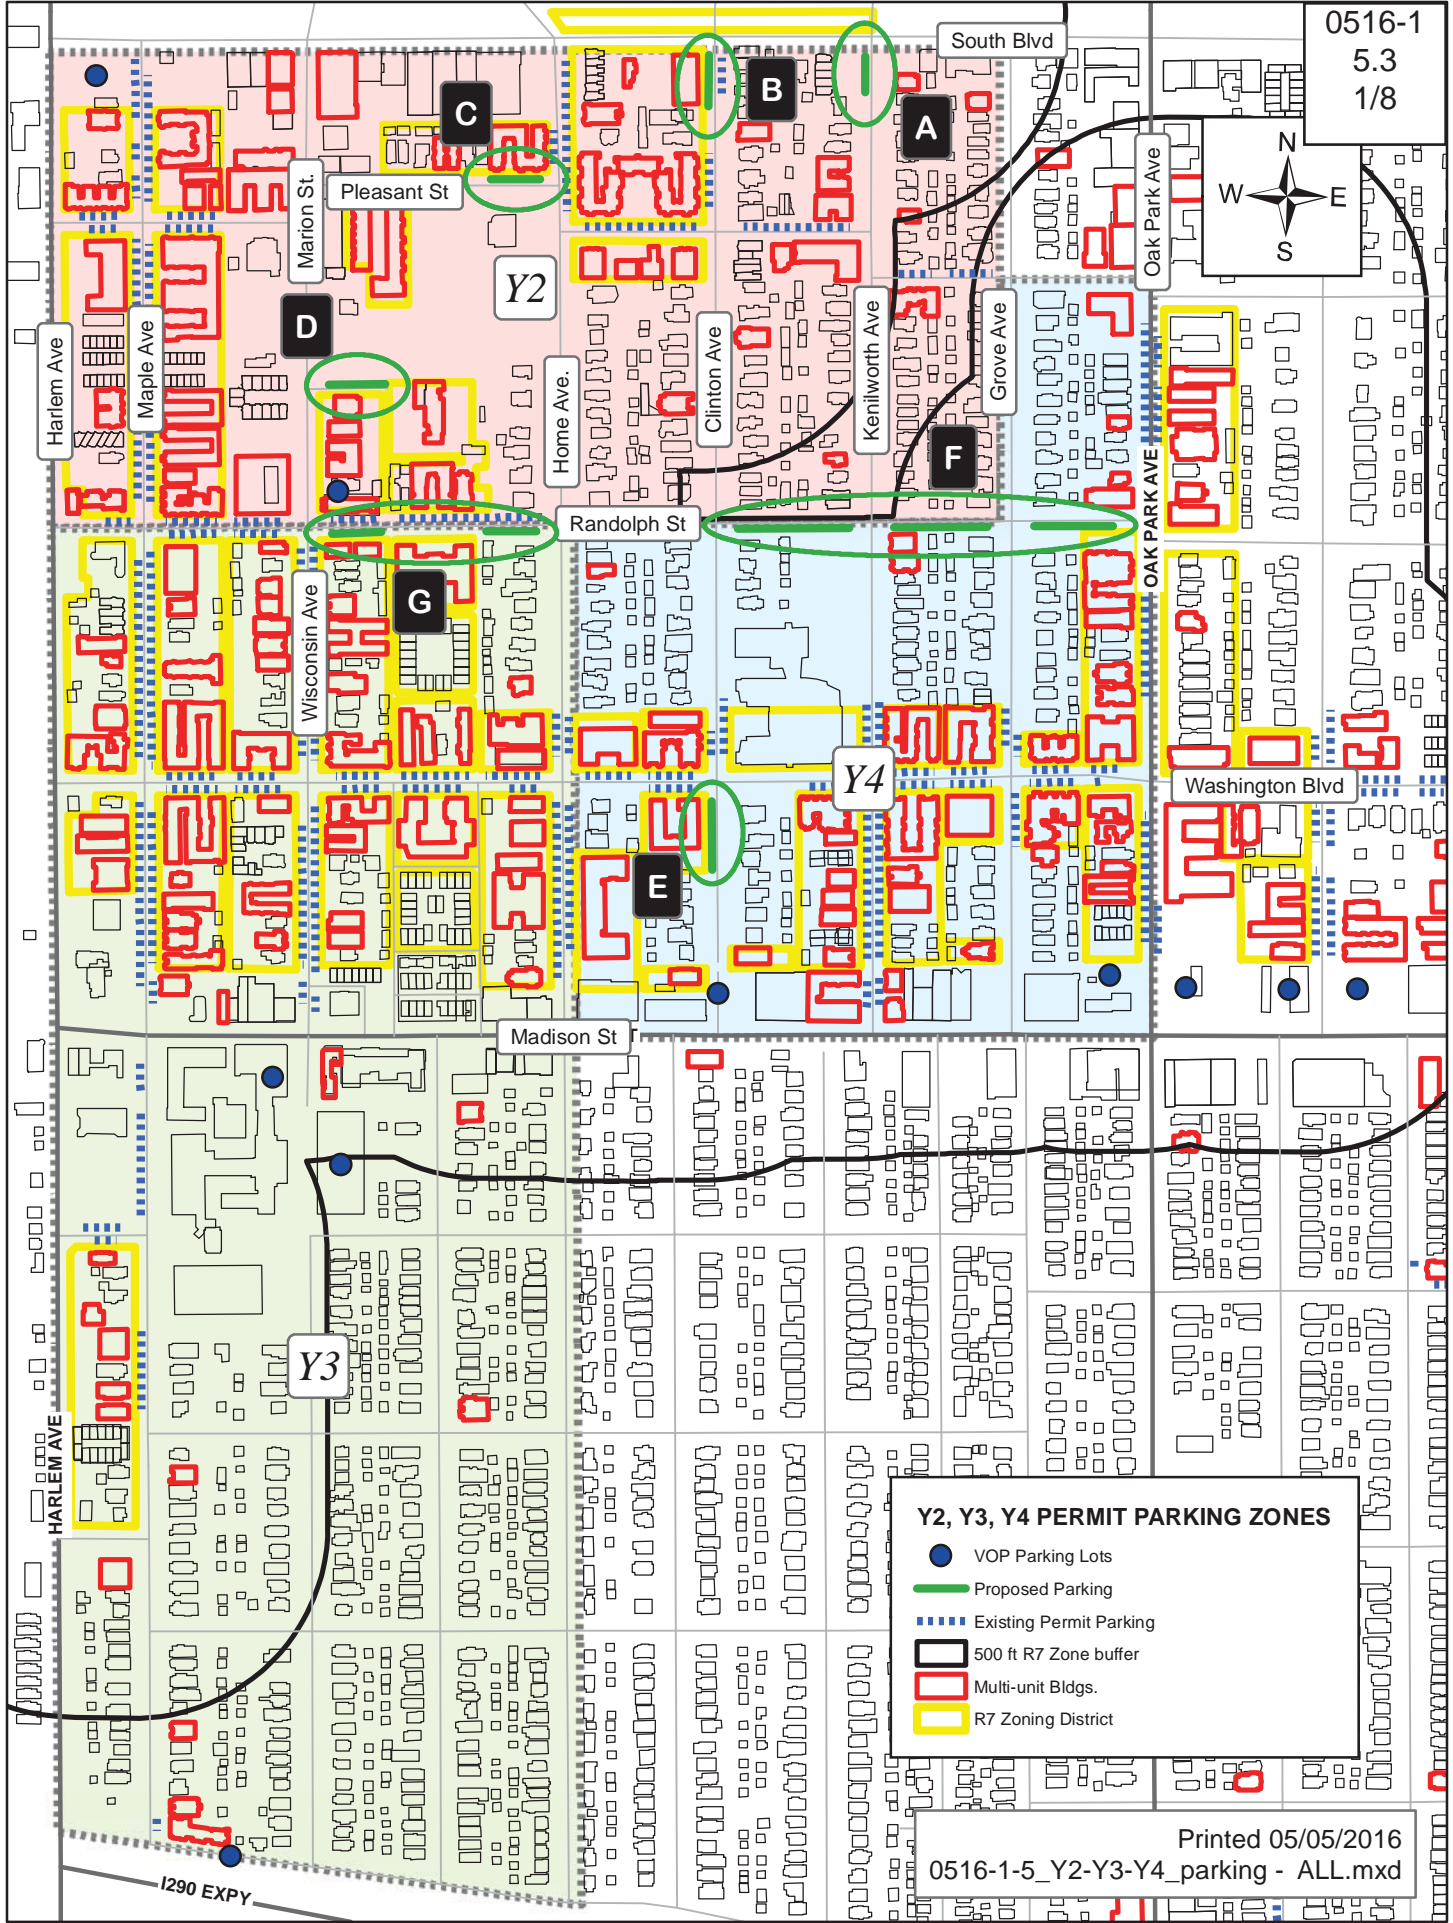 0516-1
5.3
1/8
South Blvd
N
W E
S
B
C
A
Pleasant St
Marion St.
Oak Park Ave
Y2
D
Harlem Ave
Maple Ave
Home Ave.
Clinton Ave
Kenilworth Ave
Grove Ave
F
OAK PARK AVE
Randolph St
G
Wisconsin Ave
Y4
Washington Blvd
E
Madison St
T
Y3
HARLEM AVE
Y2, Y3, Y4 PERMIT PARKING ZONES
VOP Parking Lots
Proposed Parking
Existing Permit Parking
500 ft R7 Zone buffer
Multi-unit Bldgs.
R7 Zoning District
Printed 05/05/2016
0516-1-5_Y2-Y3-Y4_parking - ALL.mxd
I290 EXPY